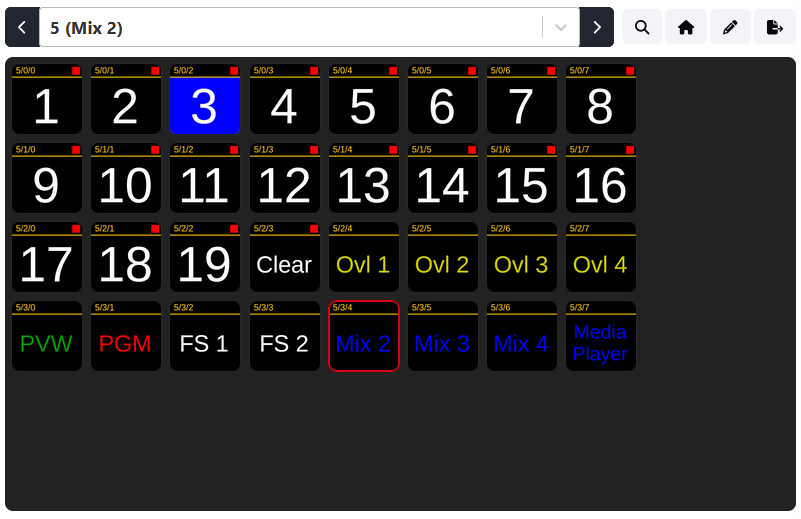 5 (Mix 2)
5/0/0 5/0/1 5/0/2 5/0/3 5/0/4 5/0/5 5/0/6 5/0/7
1 2 3 4 5 6 7 8
5/1/0 5/1/1 5/1/2 5/1/3 5/1/4 5/1/5 5/1/6 5/1/7
9 10 11 12 13 14 15 16
5/2/0 5/2/1 5/2/2 5/2/3 5/2/4 5/2/5 5/2/6 5/2/7
17 18 19 Clear Ovl 1 Ovl 2 Ovl 3 Ovl 4
5/3/0 5/3/1 5/3/2 5/3/3 5/3/4 5/3/5 5/3/6 5/3/7
PVW PGM FS 1 FS 2 Mix 2 Mix 3 Mix 4 Media
Player